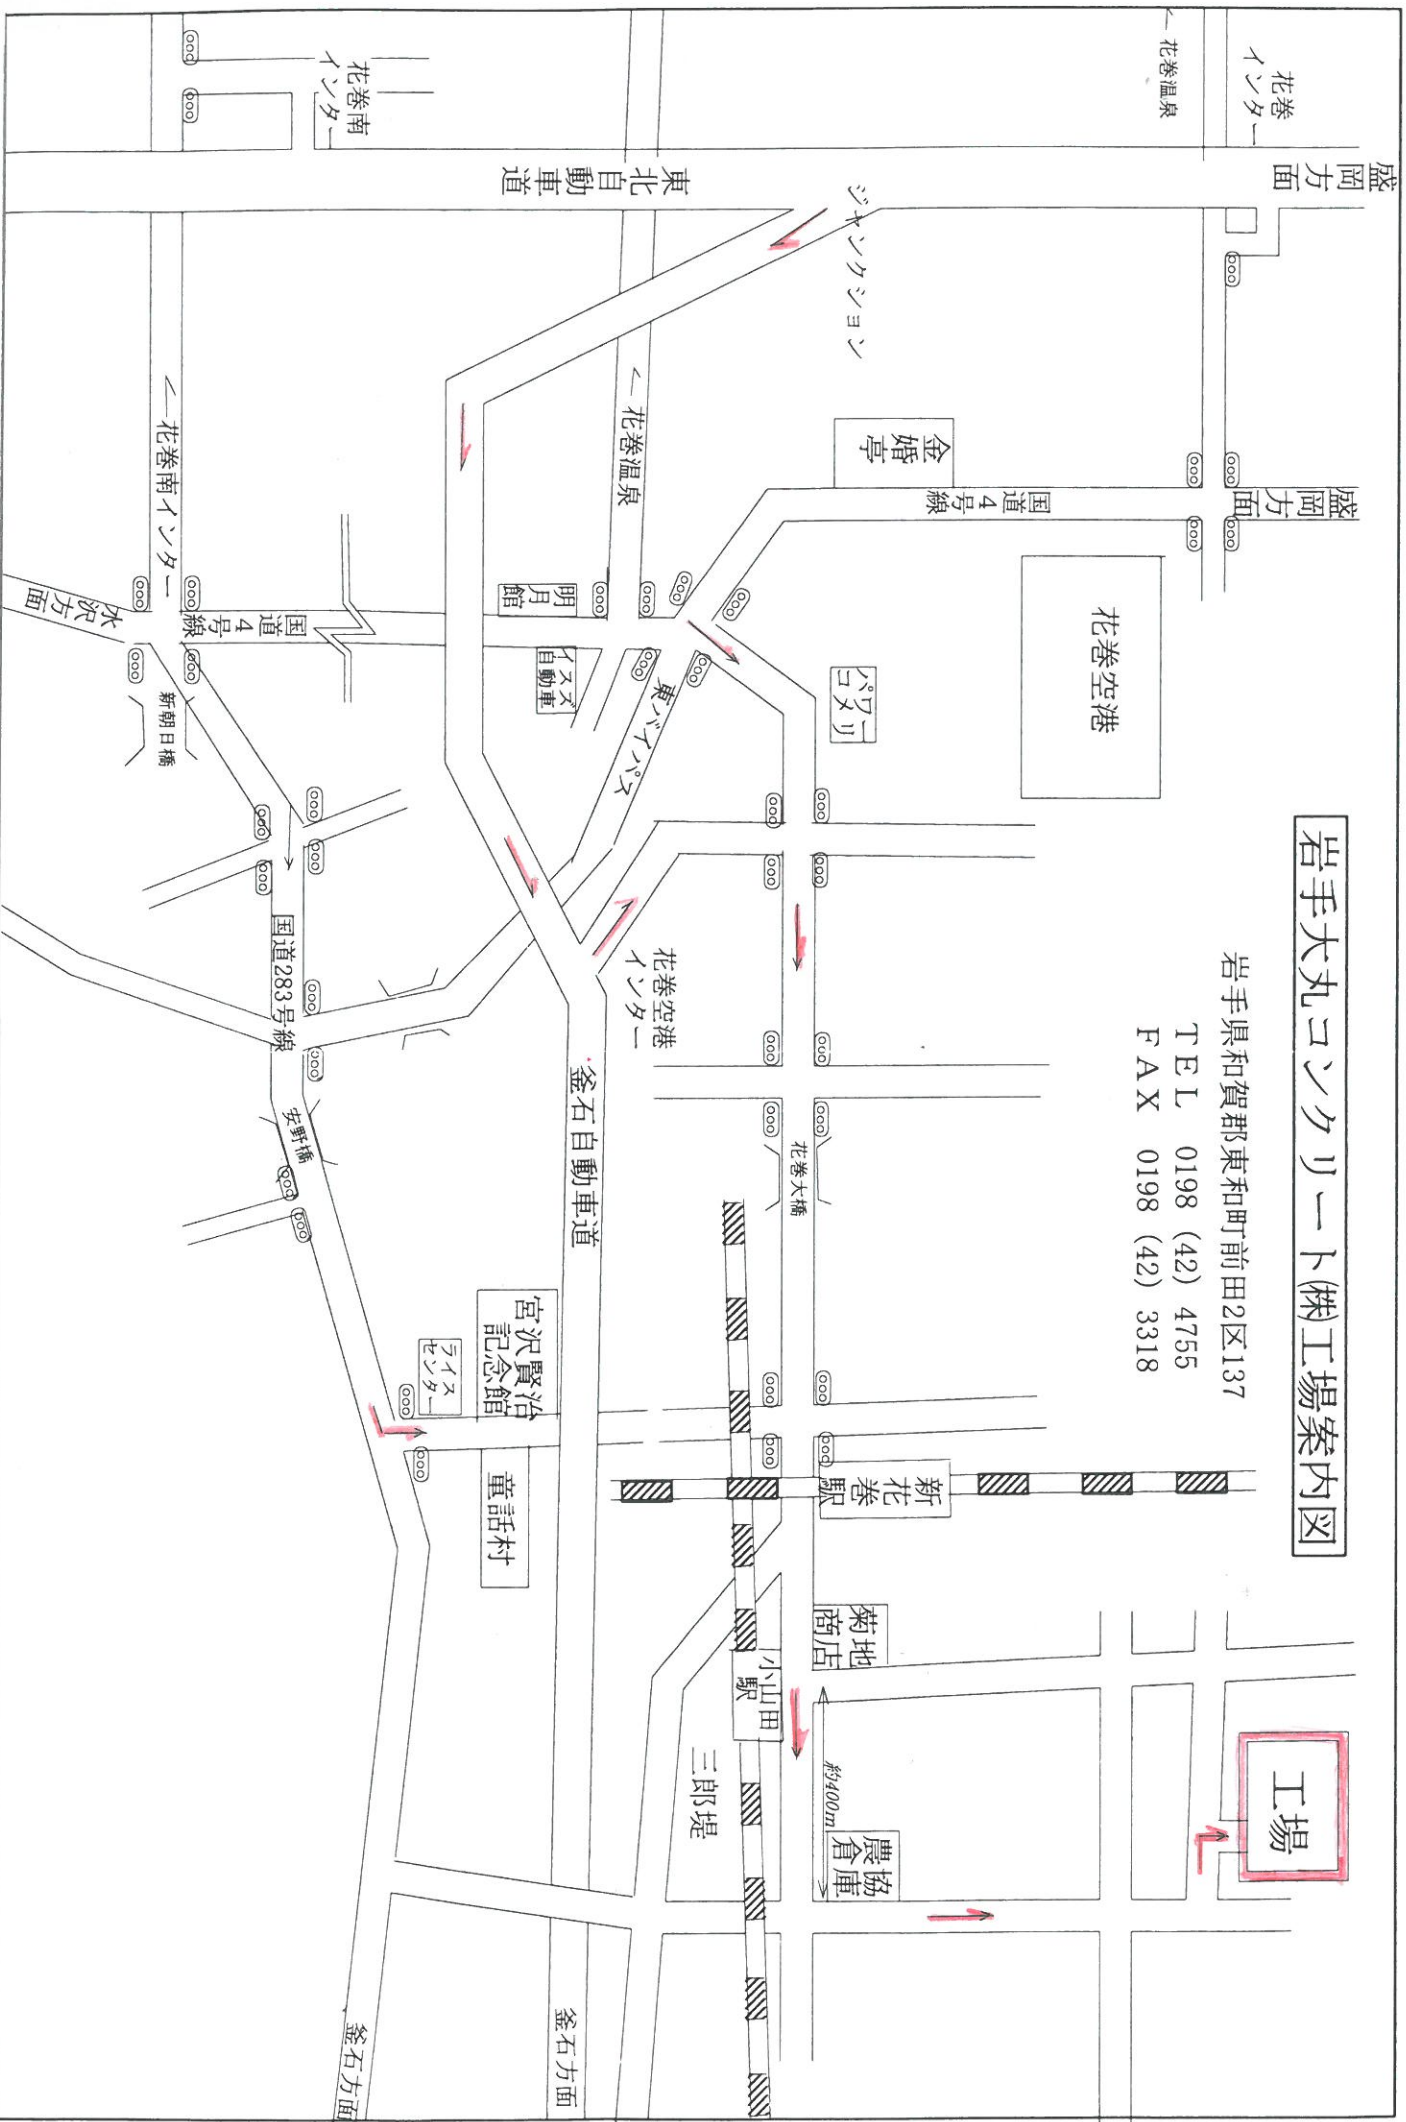 岩手大丸コンクリート㈱工場案内図
岩手県和賀郡東和町前田2区137
TEL 0198 (42) 4755
FAX 0198 (42) 3318
盛岡方面
花巻
インター
← 花巻温泉
東北自動車道
花巻南
インター
ジャンクション
盛岡方面
国道4号線
金婚亭
花巻空港
← 花巻温泉
← 花巻南インター
明月館
イスズ
自動車
パワー
コメリ
東バイパス
国道4号線
水沢方面
新朝日橋
花巻空港
インター
国道283号線
安野橋
釜石自動車道
花巻大橋
宮沢賢治
記念館
ライス
センター
童話村
新花巻駅
菊地
商店
小山田
駅
三郎堤
約400m
農協
倉庫
工場
釜石方面
釜石方面